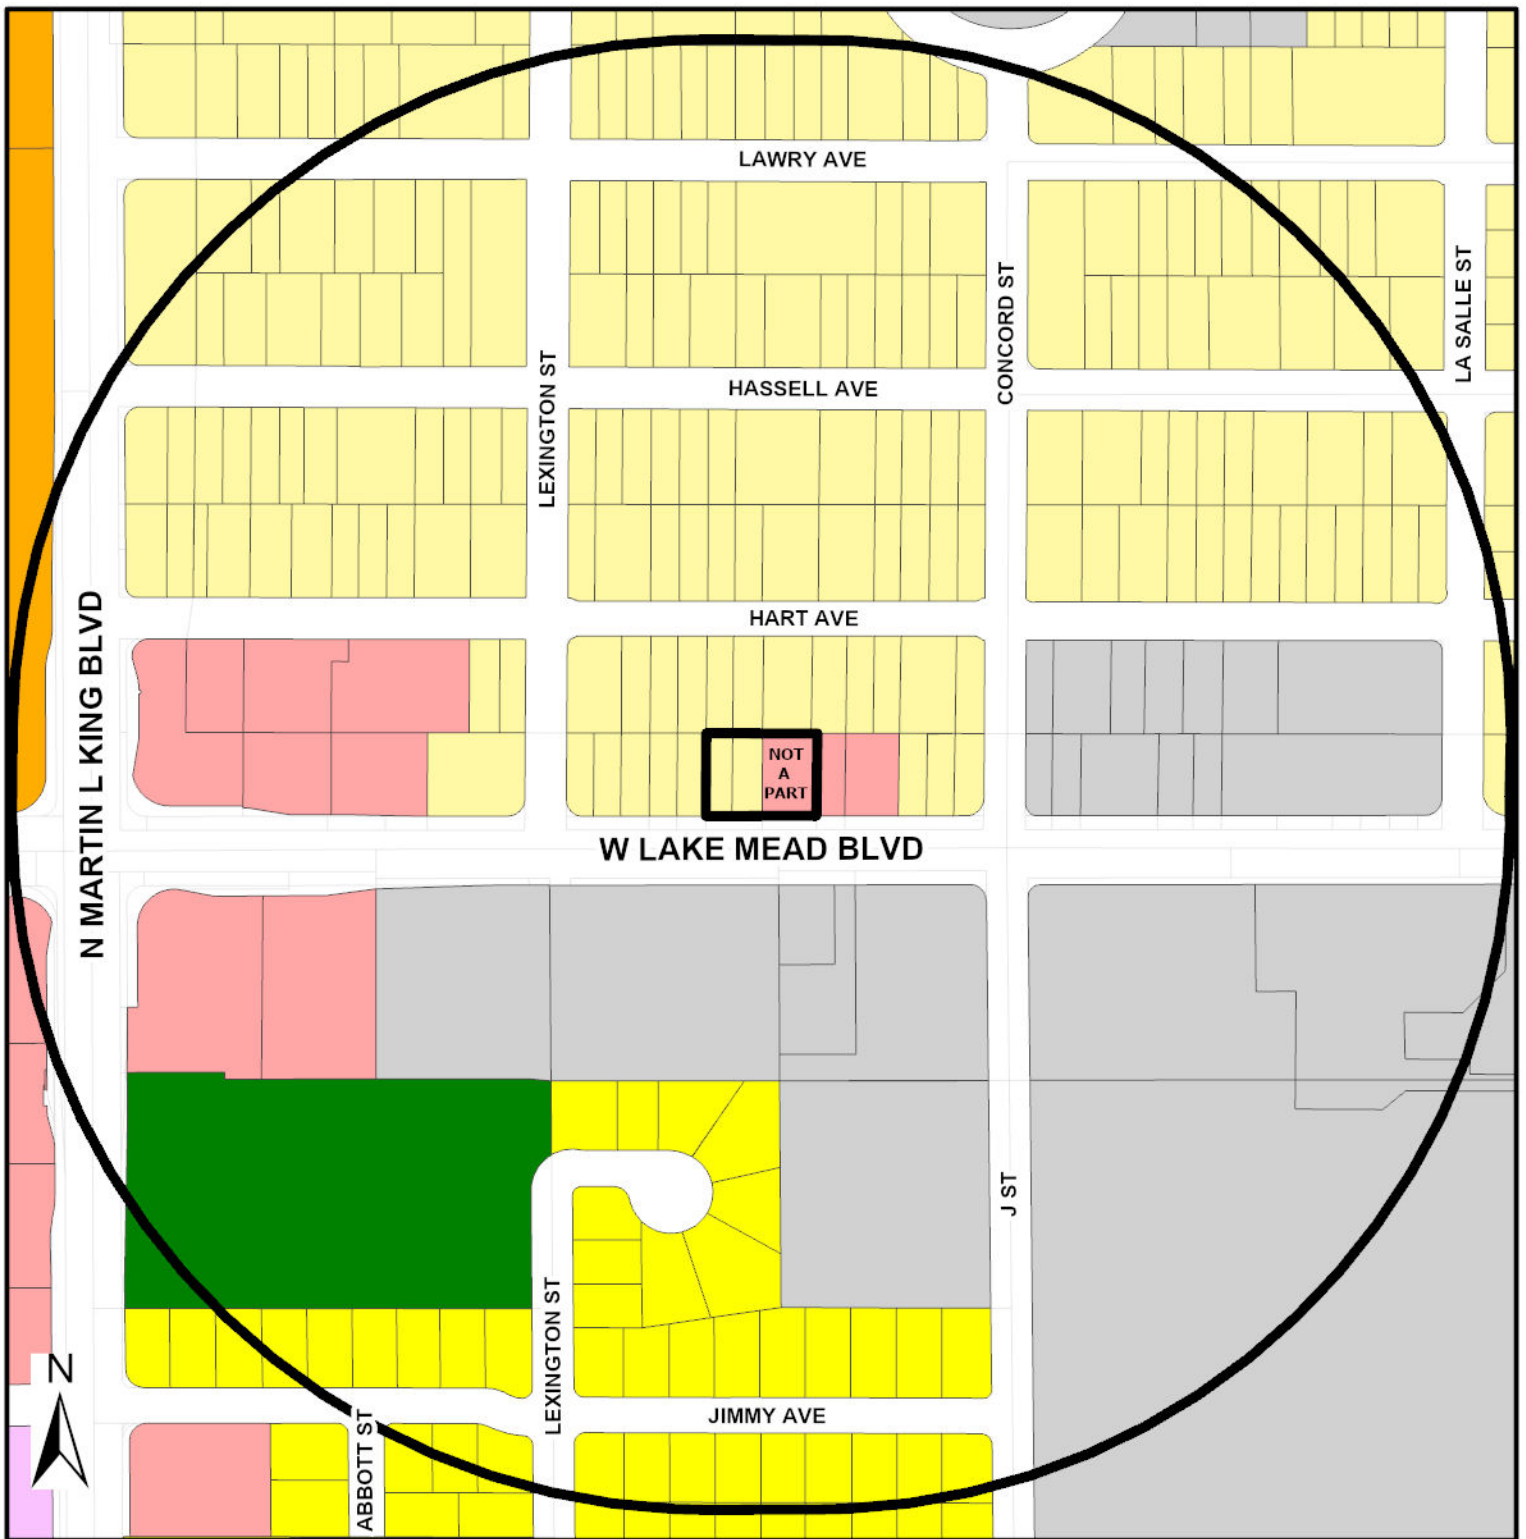 LAWRY AVE
CONCORD ST
LA SALLE ST
LEXINGTON ST
HASSELL AVE
N MARTIN L KING BLVD
HART AVE
NOT
A
PART
W LAKE MEAD BLVD
J ST
LEXINGTON ST
N
ABBOTT ST
JIMMY AVE